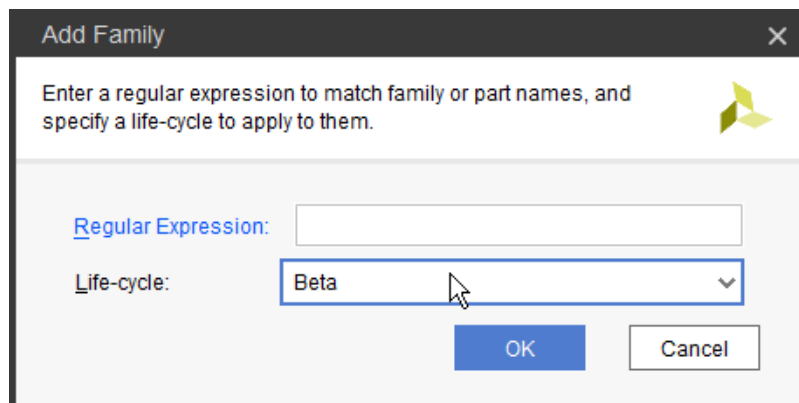 Add Family
Enter a regular expression to match family or part names, and
specify a life-cycle to apply to them.
Regular Expression:
Life-cycle: Beta
OK Cancel